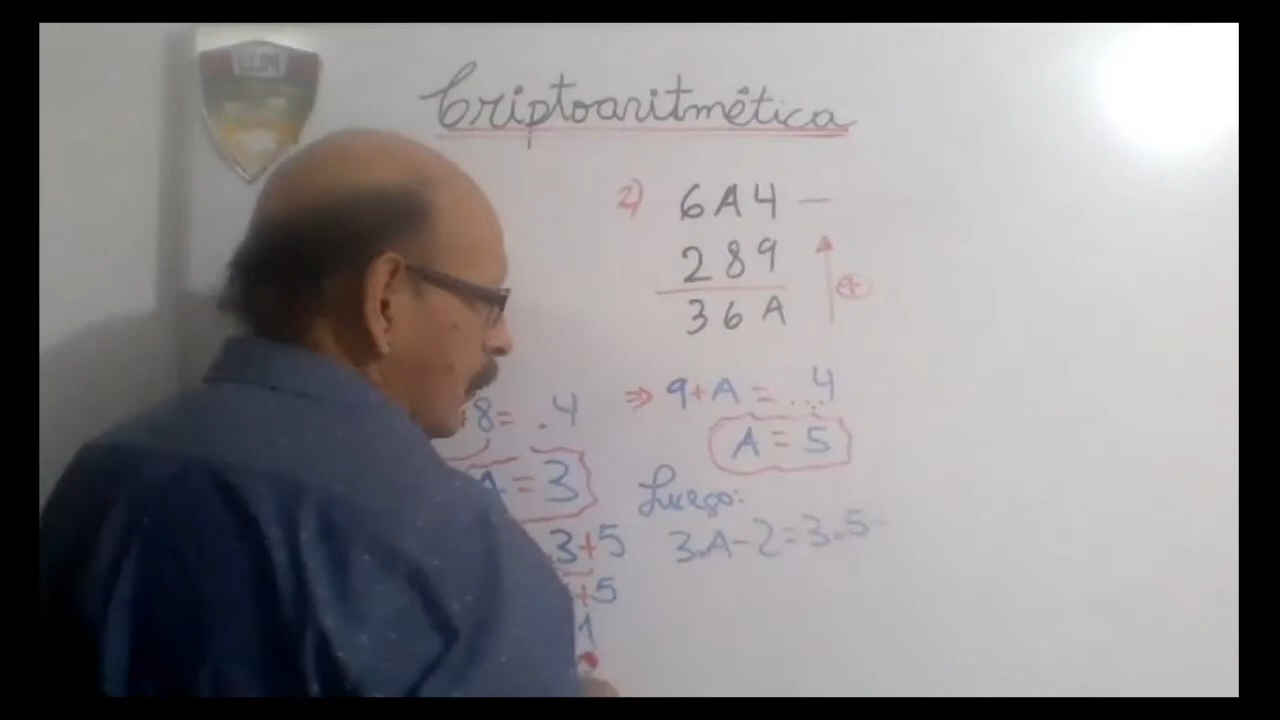 Criptoaritmética
2) 6A4 —
289
36A
8= .4
A = 3
3+5
+5
1
⇒ 9+A = ...4
A = 5
Luego:
3.A-2=3.5-